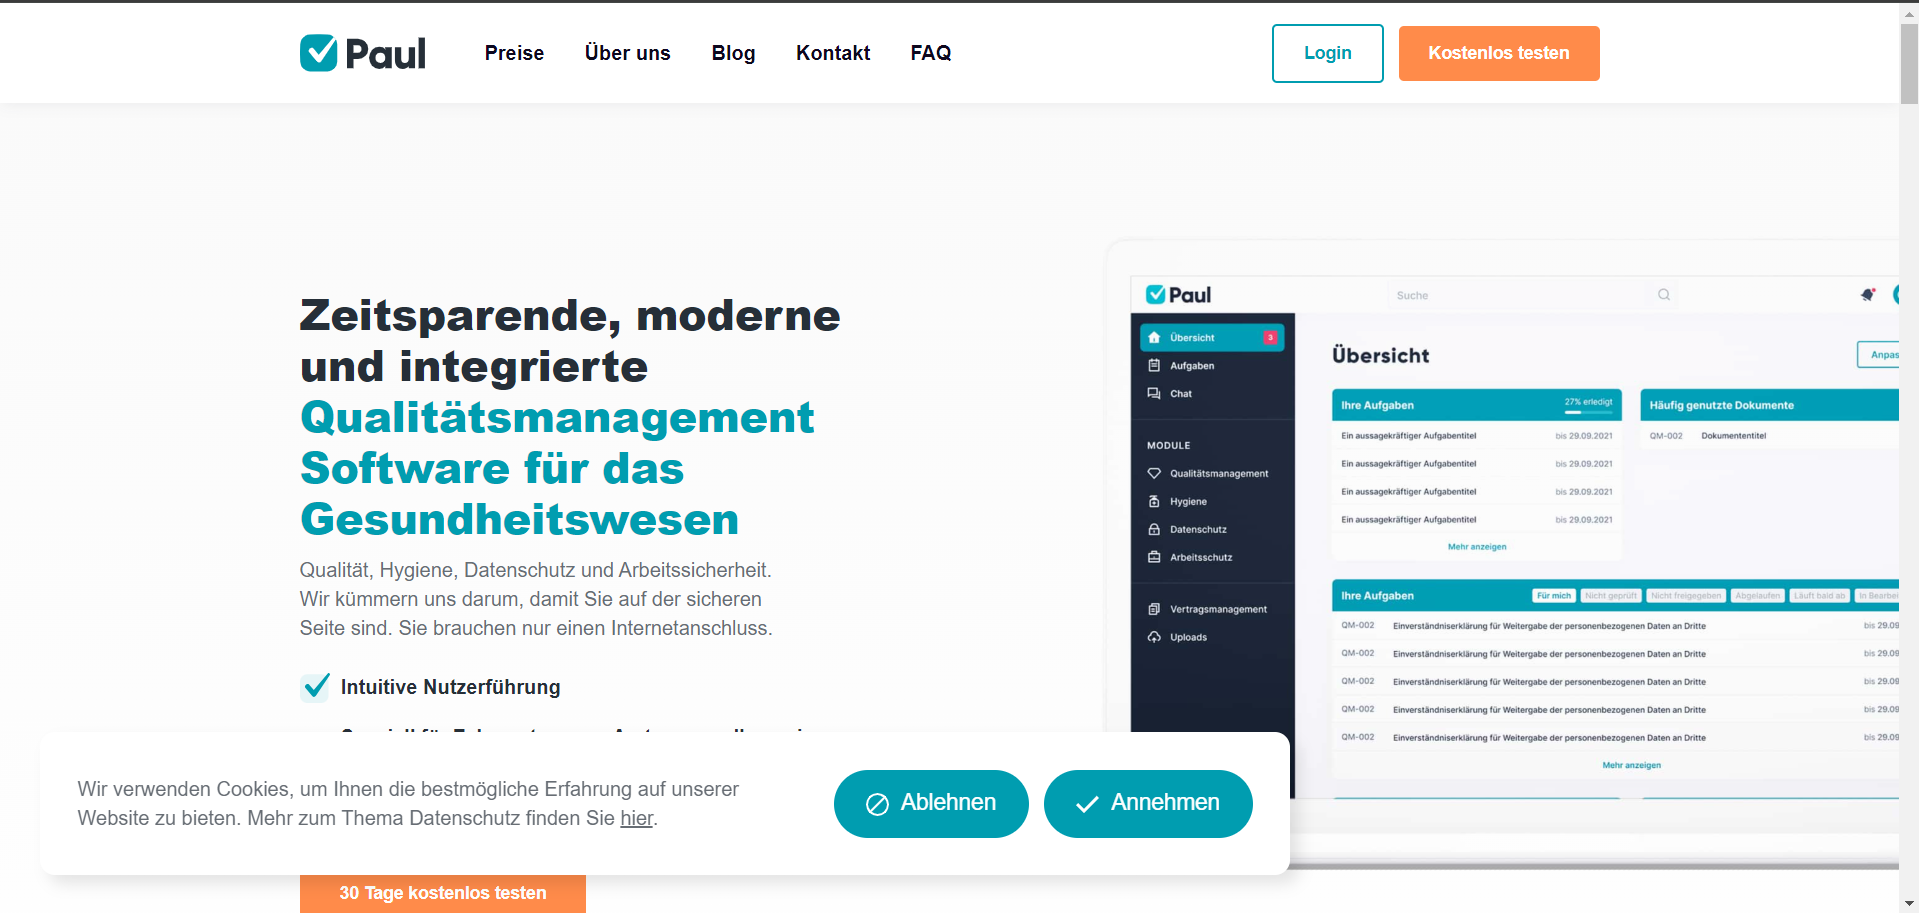 Paul
Preise
Über uns
Blog
Kontakt
FAQ
Login
Kostenlos testen
Zeitsparende, moderne
und integrierte
Qualitätsmanagement
Software für das
Gesundheitswesen
Qualität, Hygiene, Datenschutz und Arbeitssicherheit.
Wir kümmern uns darum, damit Sie auf der sicheren
Seite sind. Sie brauchen nur einen Internetanschluss.
Intuitive Nutzerführung
Paul
Suche
Übersicht
3
Aufgaben
Chat
MODULE
Qualitätsmanagement
Hygiene
Datenschutz
Arbeitsschutz
Vertragsmanagement
Uploads
Übersicht
Anpas
Ihre Aufgaben
27% erledigt
Ein aussagekräftiger Aufgabentitel bis 29.09.2021
Ein aussagekräftiger Aufgabentitel bis 29.09.2021
Ein aussagekräftiger Aufgabentitel bis 29.09.2021
Ein aussagekräftiger Aufgabentitel bis 29.09.2021
Mehr anzeigen
Häufig genutzte Dokumente
QM-002 Dokumententitel
Ihre Aufgaben
Für mich
Nicht geprüft
Nicht freigegeben
Abgelaufen
Läuft bald ab
In Bearbei
QM-002 Einverständniserklärung für Weitergabe der personenbezogenen Daten an Dritte bis 29.09
QM-002 Einverständniserklärung für Weitergabe der personenbezogenen Daten an Dritte bis 29.09
QM-002 Einverständniserklärung für Weitergabe der personenbezogenen Daten an Dritte bis 29.09
QM-002 Einverständniserklärung für Weitergabe der personenbezogenen Daten an Dritte bis 29.09
QM-002 Einverständniserklärung für Weitergabe der personenbezogenen Daten an Dritte bis 29.09
Mehr anzeigen
Wir verwenden Cookies, um Ihnen die bestmögliche Erfahrung auf unserer
Website zu bieten. Mehr zum Thema Datenschutz finden Sie hier.
Ablehnen
Annehmen
30 Tage kostenlos testen